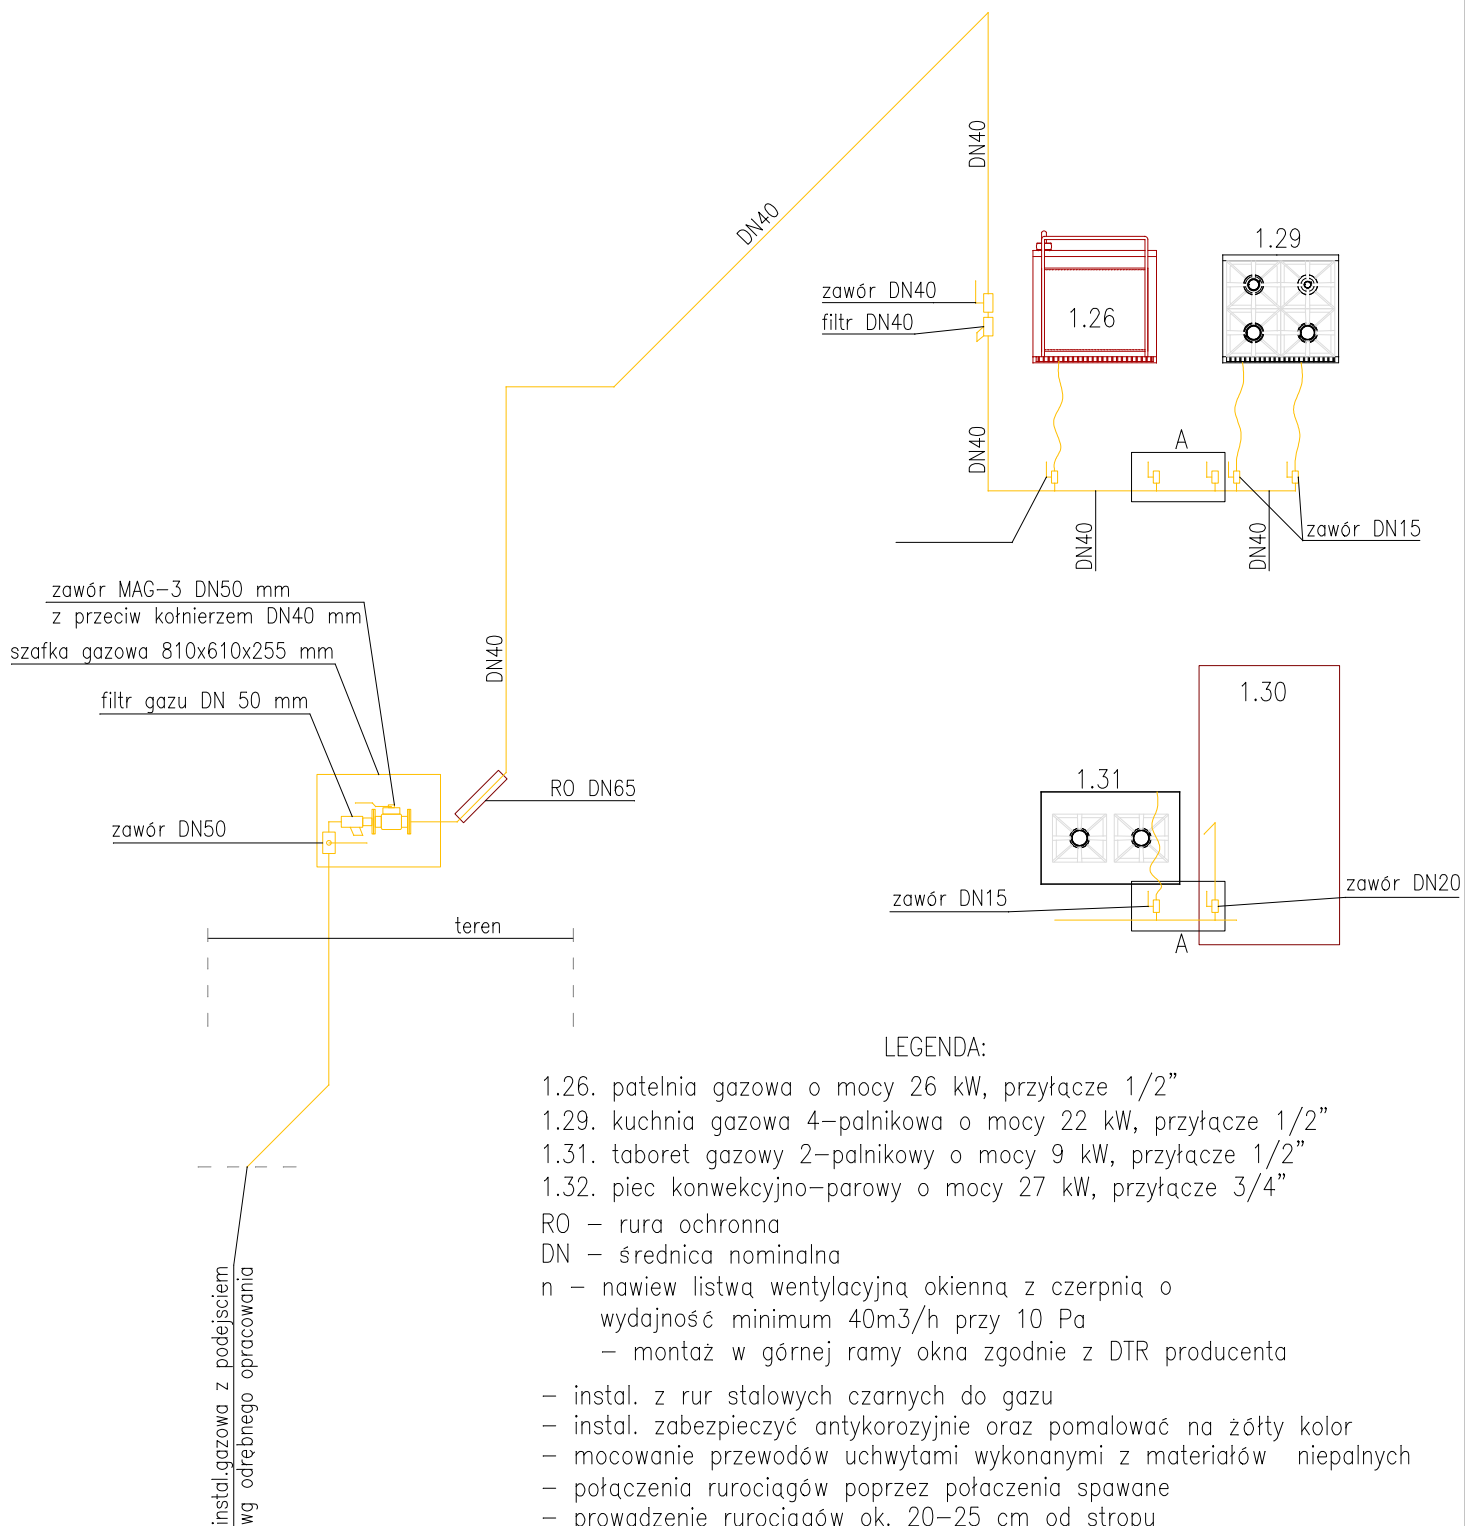 DN40
DN40
1.29
zawór DN40
filtr DN40
1.26
DN40
A
zawór DN15
DN40
DN40
zawór MAG-3 DN50 mm
z przeciw kołnierzem DN40 mm
szafka gazowa 810x610x255 mm
filtr gazu DN 50 mm
DN40
1.30
1.31
RO DN65
zawór DN50
zawór DN15
zawór DN20
teren
A
LEGENDA:
1.26. patelnia gazowa o mocy 26 kW, przyłącze 1/2"
1.29. kuchnia gazowa 4-palnikowa o mocy 22 kW, przyłącze 1/2"
1.31. taboret gazowy 2-palnikowy o mocy 9 kW, przyłącze 1/2"
1.32. piec konwekcyjno-parowy o mocy 27 kW, przyłącze 3/4"
RO - rura ochronna
DN - średnica nominalna
n - nawiew listwą wentylacyjną okienną z czerpnią o
wydajność minimum 40m3/h przy 10 Pa
- montaż w górnej ramy okna zgodnie z DTR producenta
- instal. z rur stalowych czarnych do gazu
- instal. zabezpieczyć antykorozyjnie oraz pomalować na żółty kolor
- mocowanie przewodów uchwytami wykonanymi z materiałów niepalnych
- połączenia rurociągów poprzez połaczenia spawane
- prowadzenie rurociągów ok. 20-25 cm od stropu
instal.gazowa z podejsciem
wg odrębnego opracowania